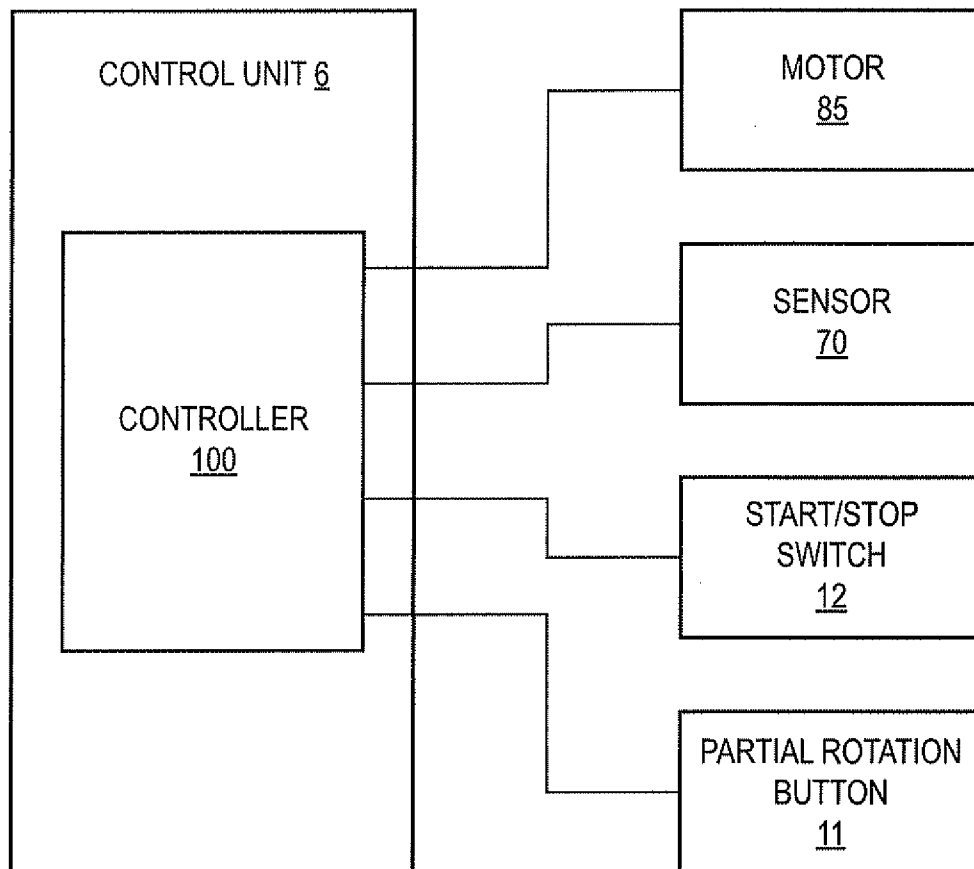 CONTROL UNIT 6
CONTROLLER
100
MOTOR
85
SENSOR
70
START/STOP
SWITCH
12
PARTIAL ROTATION
BUTTON
11